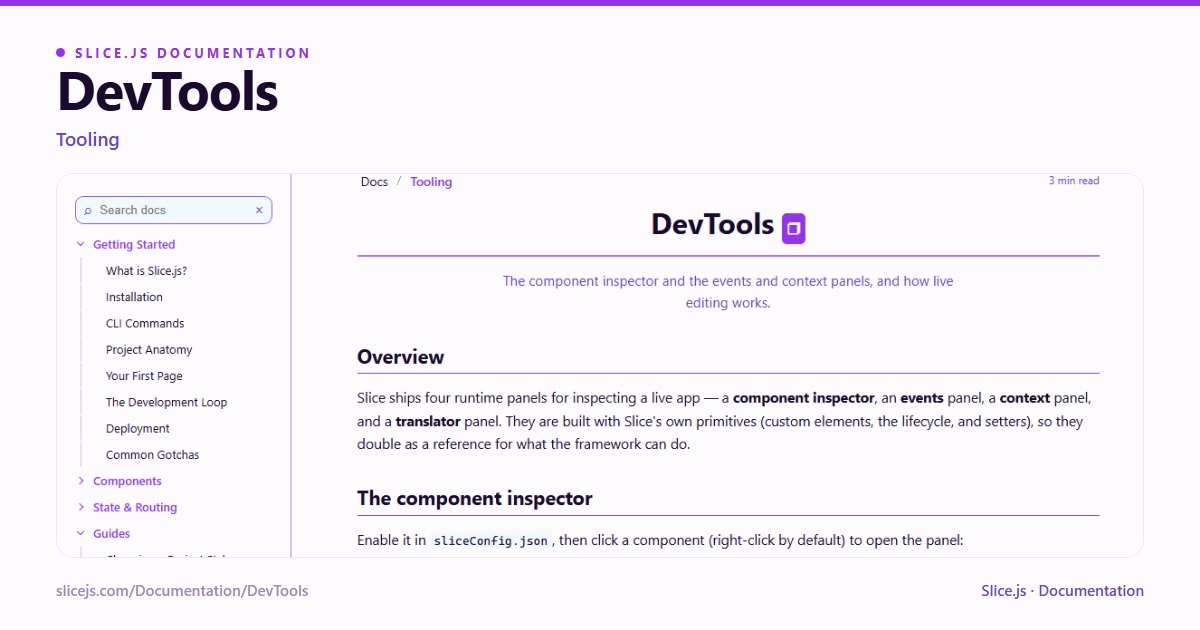 SLICE.JS DOCUMENTATION
DevTools
Tooling
Docs / Tooling
3 min read
Search docs ×
Getting Started
What is Slice.js?
Installation
CLI Commands
Project Anatomy
Your First Page
The Development Loop
Deployment
Common Gotchas
Components
State & Routing
Guides
DevTools
The component inspector and the events and context panels, and how live
editing works.
Overview
Slice ships four runtime panels for inspecting a live app — a component inspector, an events panel, a context panel,
and a translator panel. They are built with Slice's own primitives (custom elements, the lifecycle, and setters), so they
double as a reference for what the framework can do.
The component inspector
Enable it in sliceConfig.json, then click a component (right-click by default) to open the panel:
slicejs.com/Documentation/DevTools
Slice.js · Documentation